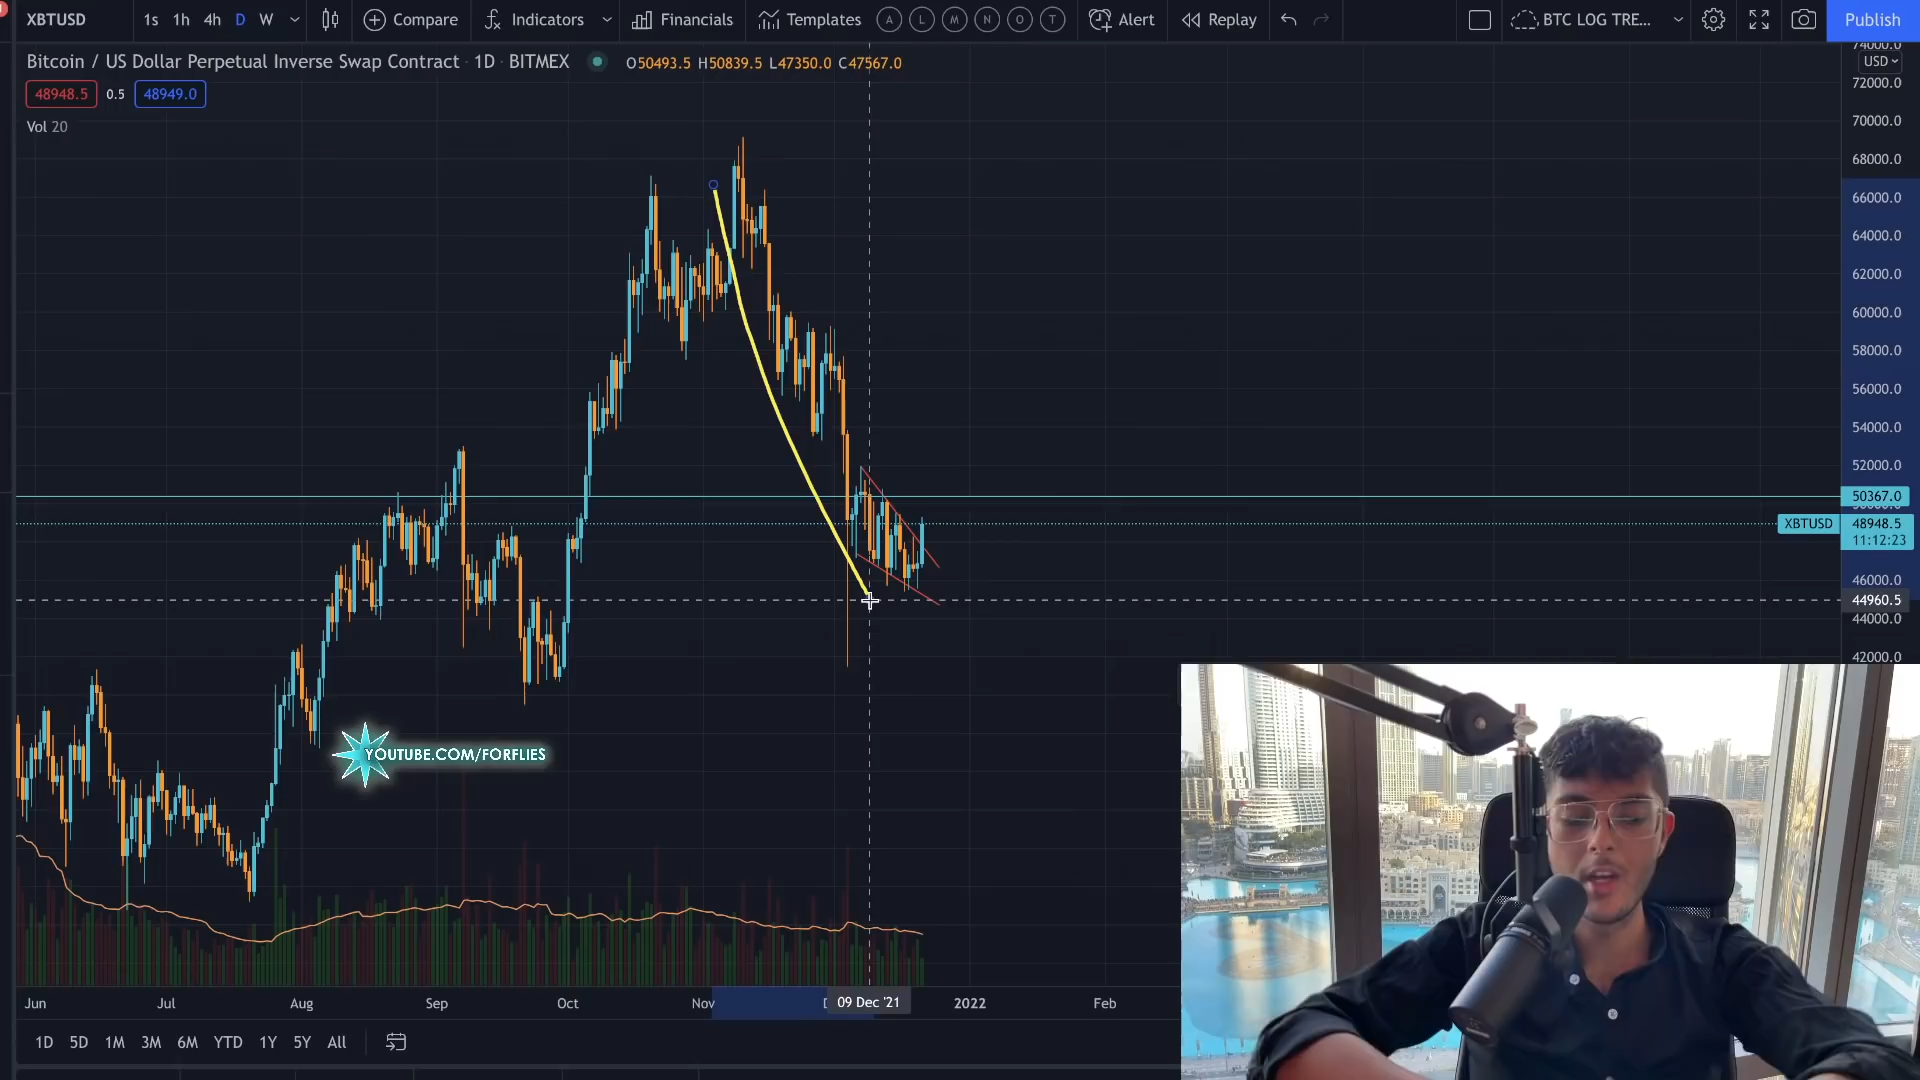 XBTUSD 1s 1h 4h D W Compare Indicators Financials Templates A L M N O T Alert Replay BTC LOG TRE... Publish
Bitcoin / US Dollar Perpetual Inverse Swap Contract · 1D · BITMEX O50493.5 H50839.5 L47350.0 C47567.0
48948.5 0.5 48949.0
Vol 20
74000.0
USD
72000.0
70000.0
68000.0
66000.0
64000.0
62000.0
60000.0
58000.0
56000.0
54000.0
52000.0
50367.0
XBTUSD 48948.5
11:12:23
46000.0
44960.5
44000.0
42000.0
YOUTUBE.COM/FORFLIES
Jun Jul Aug Sep Oct Nov 09 Dec '21 2022 Feb
1D 5D 1M 3M 6M YTD 1Y 5Y All